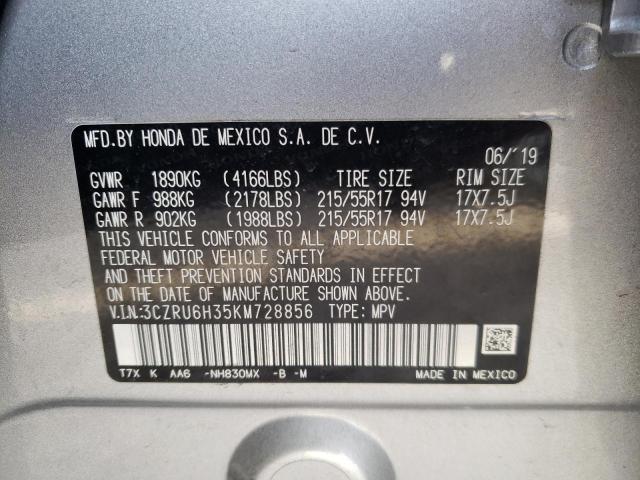 MFD.BY HONDA DE MEXICO S.A. DE C.V.
06/'19
GVWR 1890KG (4166LBS) TIRE SIZE RIM SIZE
GAWR F 988KG (2178LBS) 215/55R17 94V 17X7.5J
GAWR R 902KG (1988LBS) 215/55R17 94V 17X7.5J
THIS VEHICLE CONFORMS TO ALL APPLICABLE
FEDERAL MOTOR VEHICLE SAFETY
AND THEFT PREVENTION STANDARDS IN EFFECT
ON THE DATE OF MANUFACTURE SHOWN ABOVE.
V.I.N.:3CZRU6H35KM728856 TYPE: MPV
T7X K AA6 -NH830MX -B -M MADE IN MEXICO